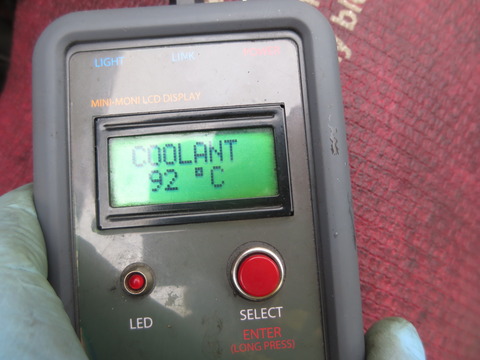 LIGHT LINK
MINI-MONI LCD DISPLAY
COOLANT
92 °C
LED
SELECT
ENTER
(LONG PRESS)